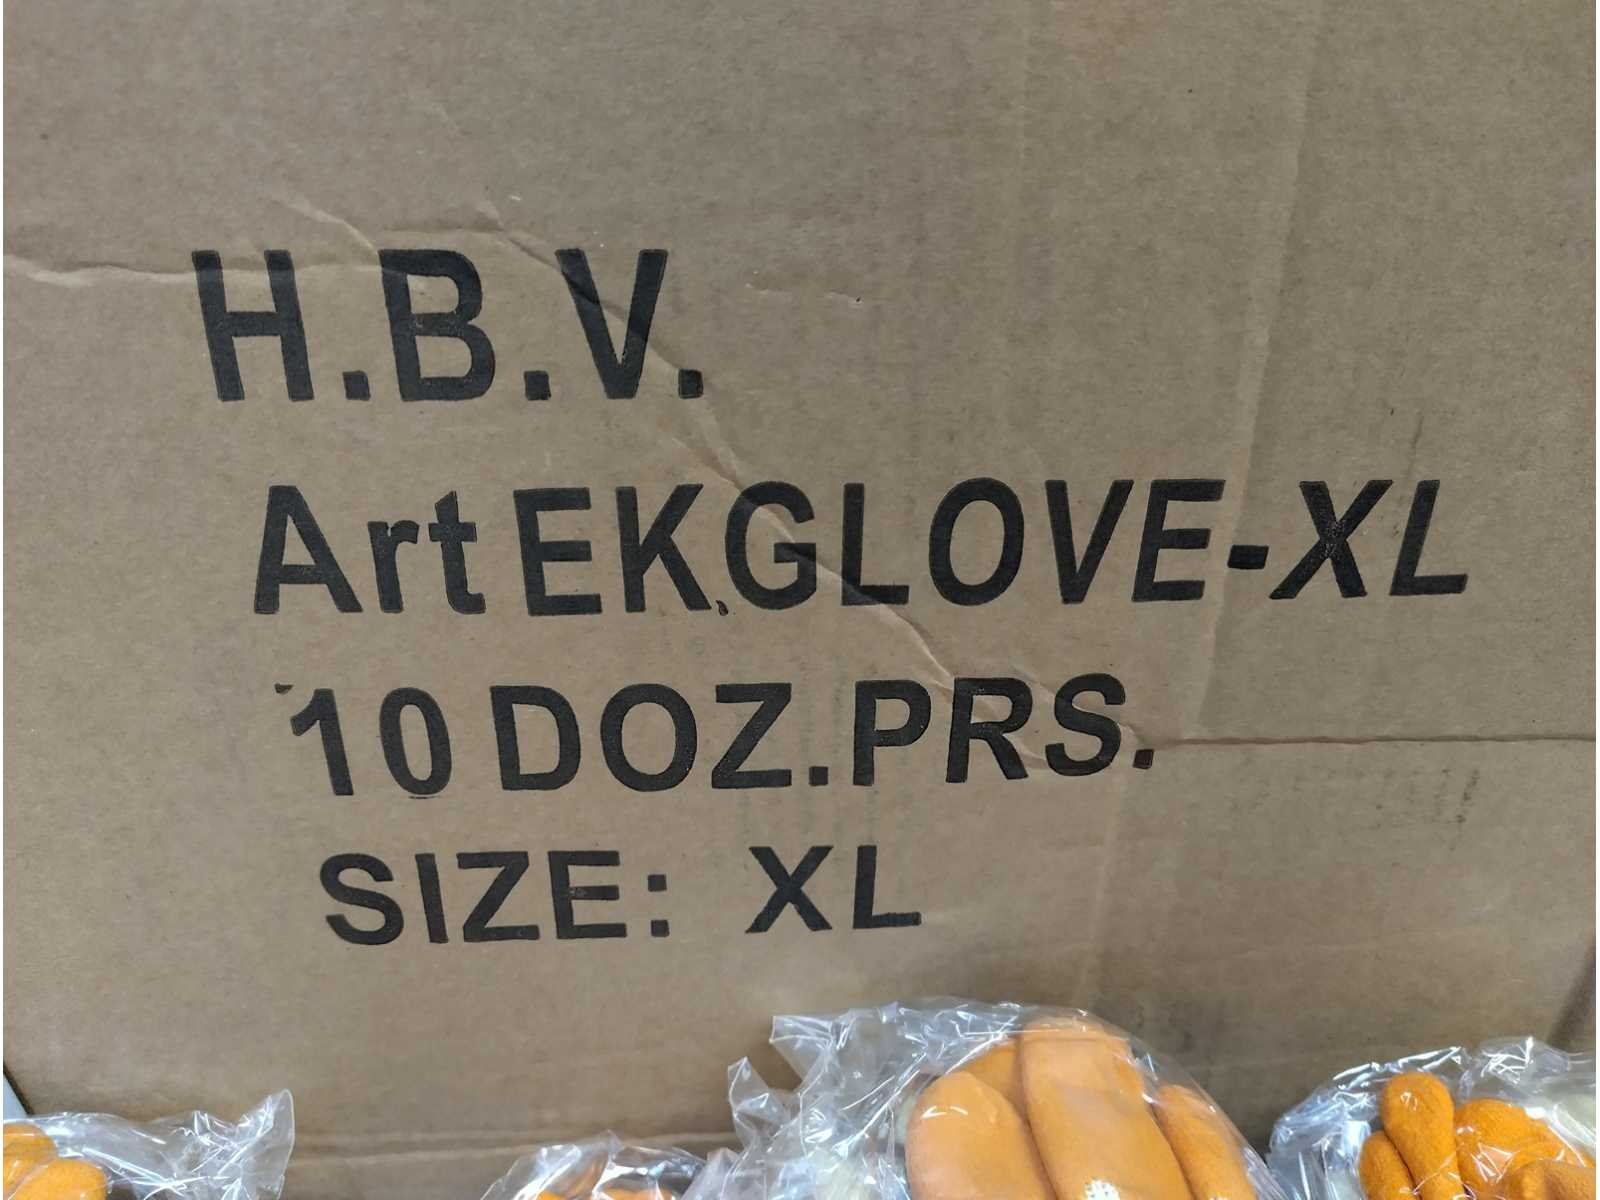 H.B.V.
Art EKGLOVE-XL
10 DOZ.PRS.
SIZE: XL